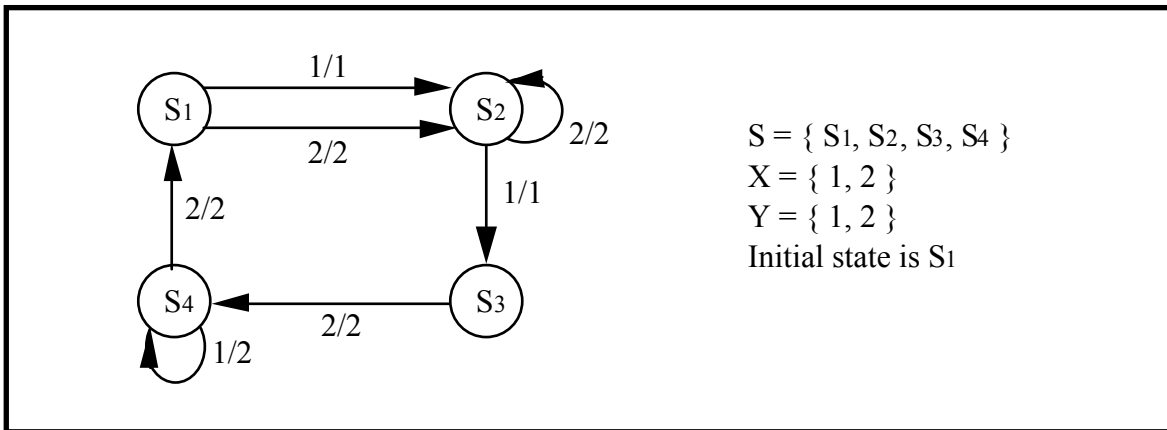 1/1
S1
S2
2/2
2/2
S = { S1, S2, S3, S4 }
X = { 1, 2 }
2/2
1/1
Y = { 1, 2 }
Initial state is S1
S4
S3
2/2
1/2